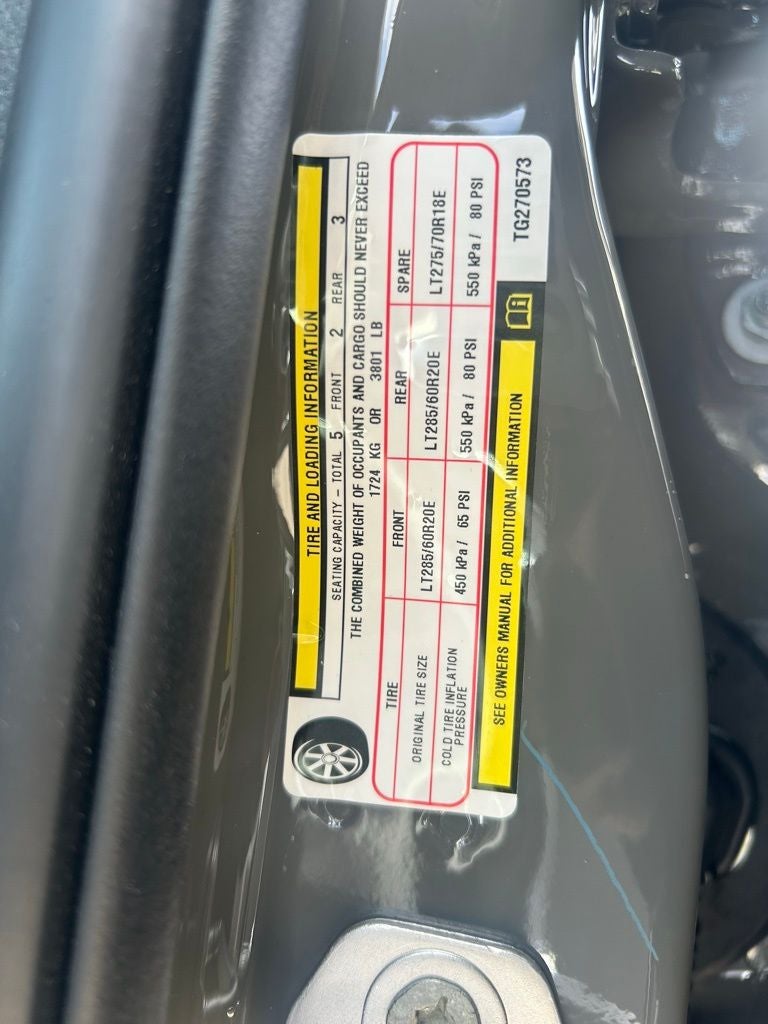 TIRE AND LOADING INFORMATION
SEATING CAPACITY – TOTAL 5 FRONT 2 REAR 3
THE COMBINED WEIGHT OF OCCUPANTS AND CARGO SHOULD NEVER EXCEED
1724 KG OR 3801 LB
TIRE FRONT REAR SPARE
ORIGINAL TIRE SIZE LT285/60R20E LT285/60R20E LT275/70R18E
COLD TIRE INFLATION PRESSURE 450 kPa/ 65 PSI 550 kPa/ 80 PSI 550 kPa/ 80 PSI
SEE OWNERS MANUAL FOR ADDITIONAL INFORMATION
TG270573